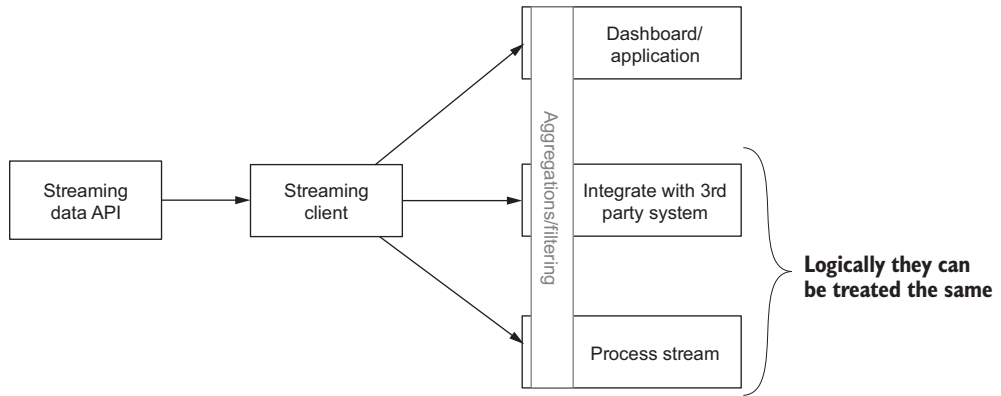 Dashboard/
application
Aggregations/filtering
Streaming
data API
Streaming
client
Integrate with 3rd
party system
Logically they can
be treated the same
Process stream